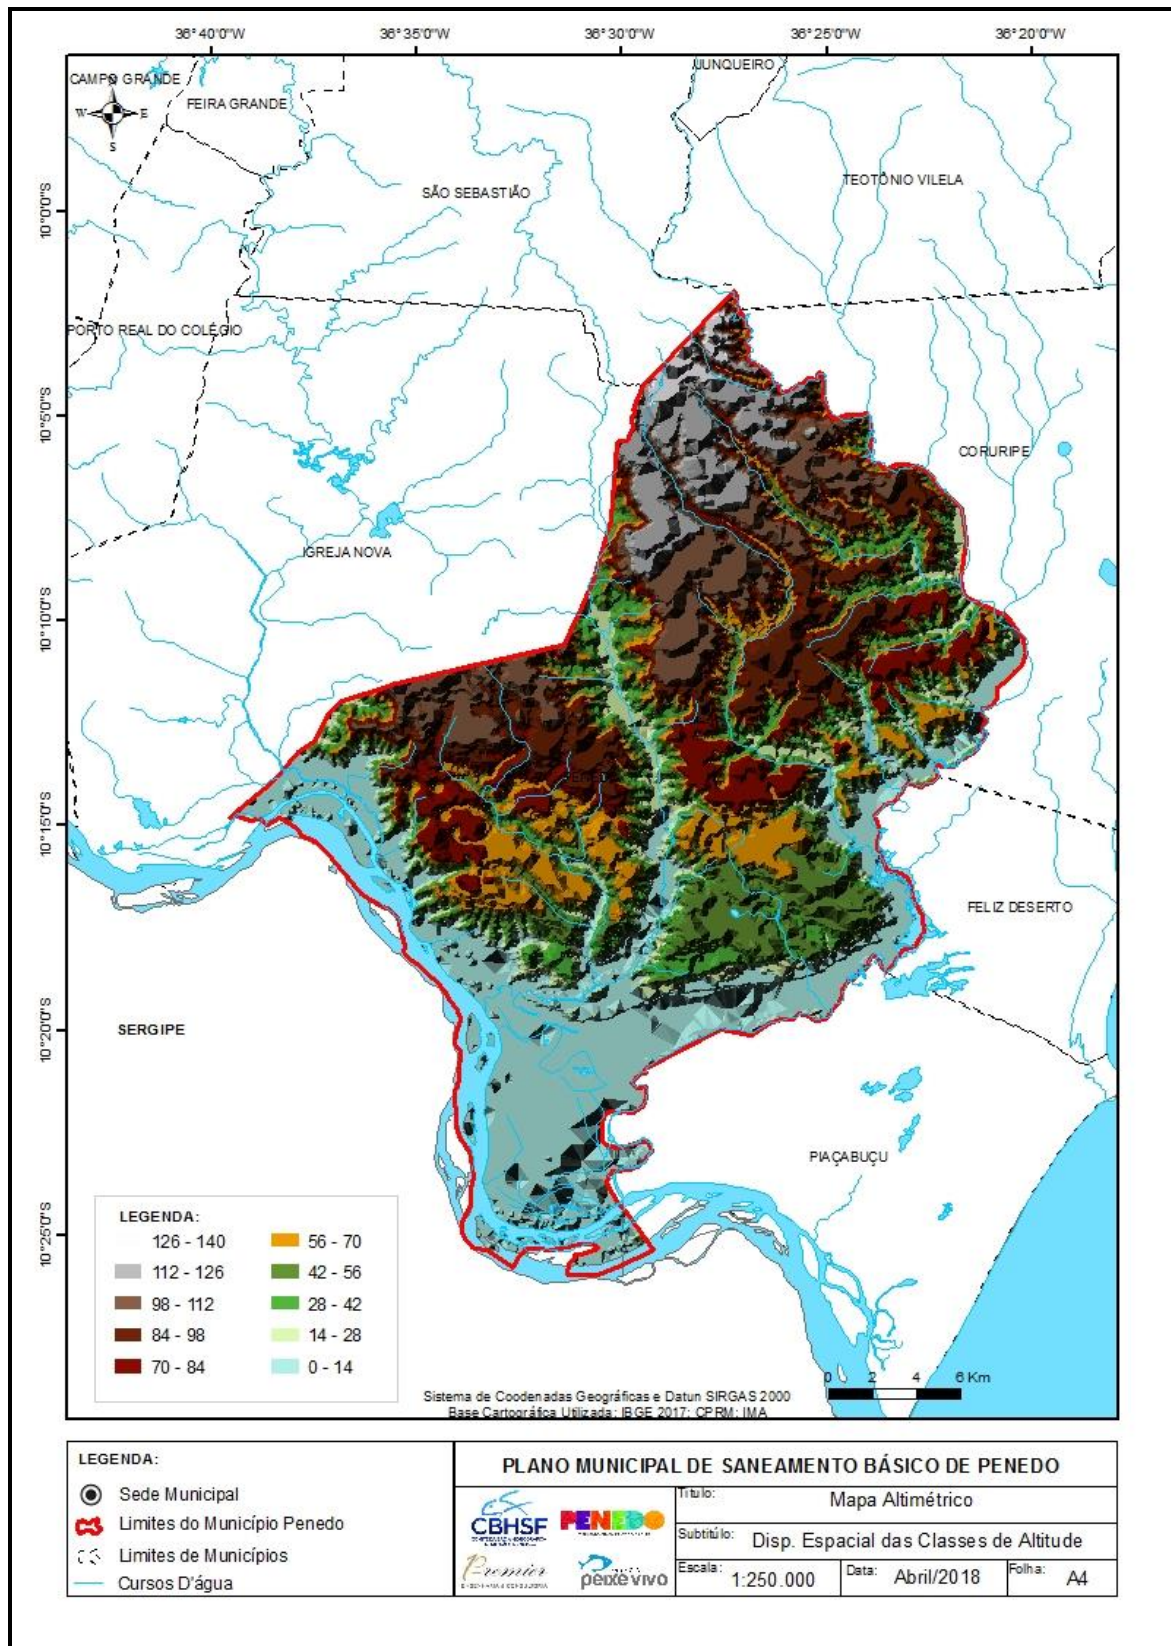 36°40'0"W 36°35'0"W 36°30'0"W 36°25'0"W 36°20'0"W
JUNQUEIRO
CAMPO GRANDE
FEIRA GRANDE
N
W E
S
TEOTÔNIO VILELA
SÃO SEBASTIÃO
10°0'0"S
PORTO REAL DO COLÉGIO
10°5'0"S
CORURIPE
IGREJA NOVA
10°10'0"S
10°15'0"S
FELIZ DESERTO
SERGIPE
10°20'0"S
PIAÇABUÇU
10°25'0"S
LEGENDA:
126 - 140 56 - 70
112 - 126 42 - 56
98 - 112 28 - 42
84 - 98 14 - 28
70 - 84 0 - 14
0 2 4 6 Km
Sistema de Coodenadas Geográficas e Datun SIRGAS 2000
Base Cartográfica Utilizada: IBGE 2017; CPRM; IMA
LEGENDA:
Sede Municipal
Limites do Município Penedo
Limites de Municípios
Cursos D'água
PLANO MUNICIPAL DE SANEAMENTO BÁSICO DE PENEDO
CBHSF
PENEDO
Premier
peixe vivo
Titulo: Mapa Altimétrico
Subtitúlo: Disp. Espacial das Classes de Altitude
Escala: 1:250.000 Data: Abril/2018 Folha: A4